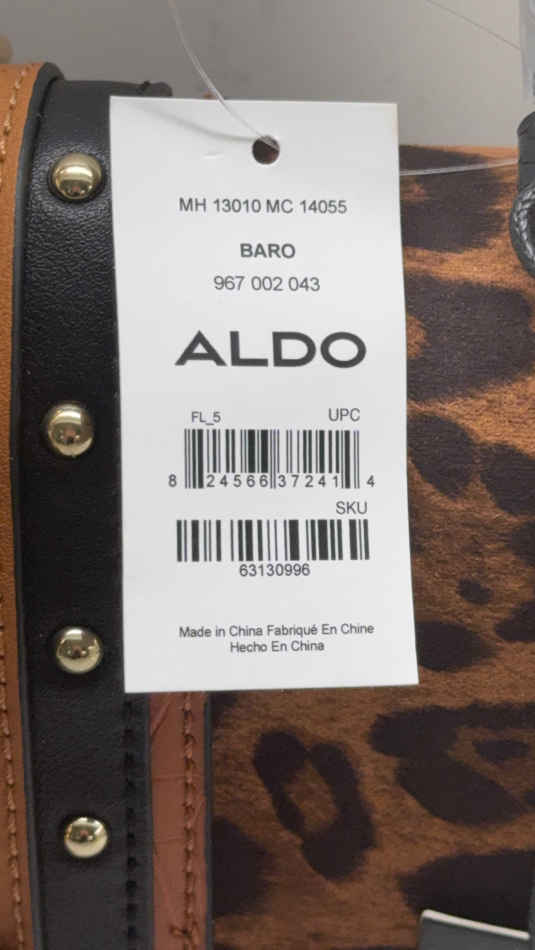 MH 13010 MC 14055
BARO
967 002 043
ALDO
FL_5 UPC
8 24566 37241 4
SKU
63130996
Made in China Fabriqué En Chine
Hecho En China